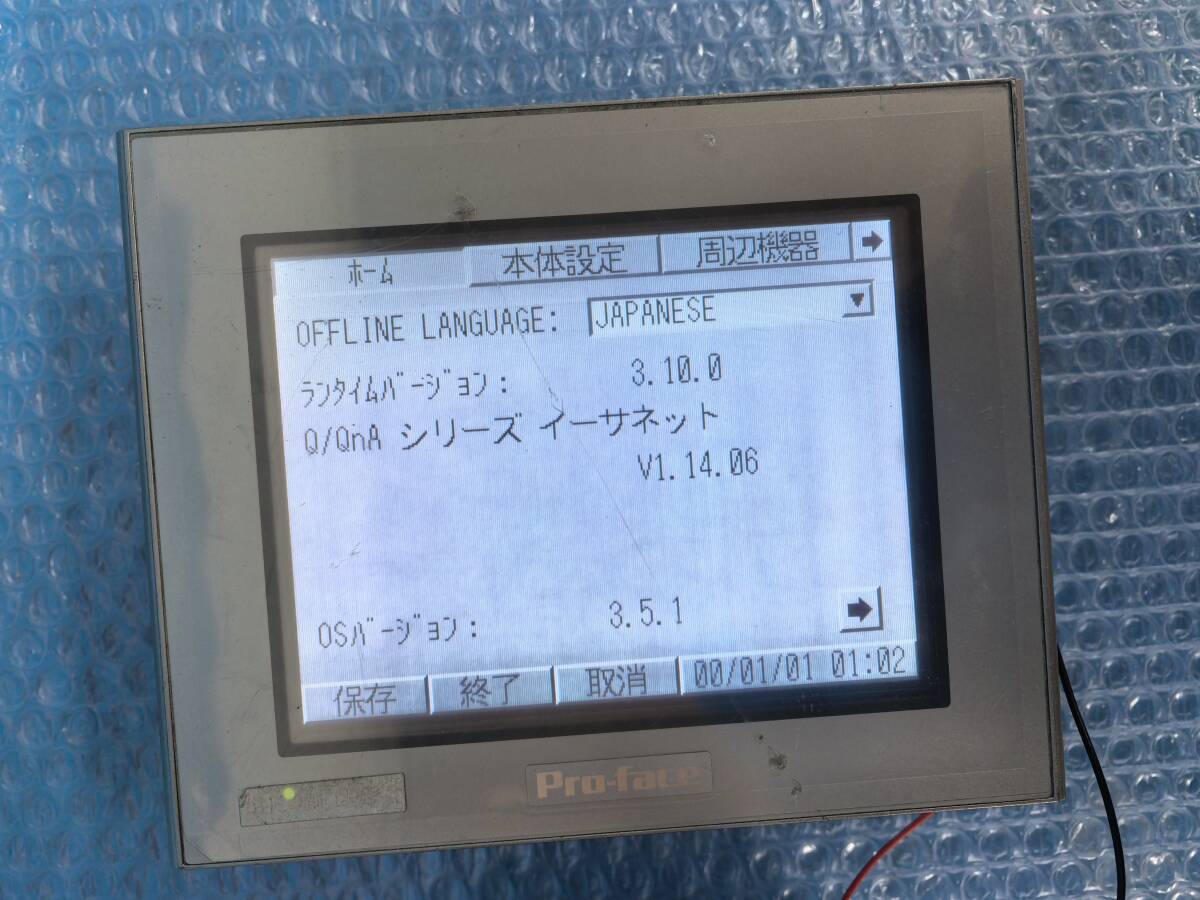 ﾎｰﾑ 本体設定 周辺機器
OFFLINE LANGUAGE: JAPANESE
ﾗﾝﾀｲﾑﾊﾞｰｼﾞｮﾝ: 3.10.0
Q/QnA シリーズ イーサネット
V1.14.06
OSﾊﾞｰｼﾞｮﾝ: 3.5.1
保存 終了 取消 00/01/01 01:02
Pro-face